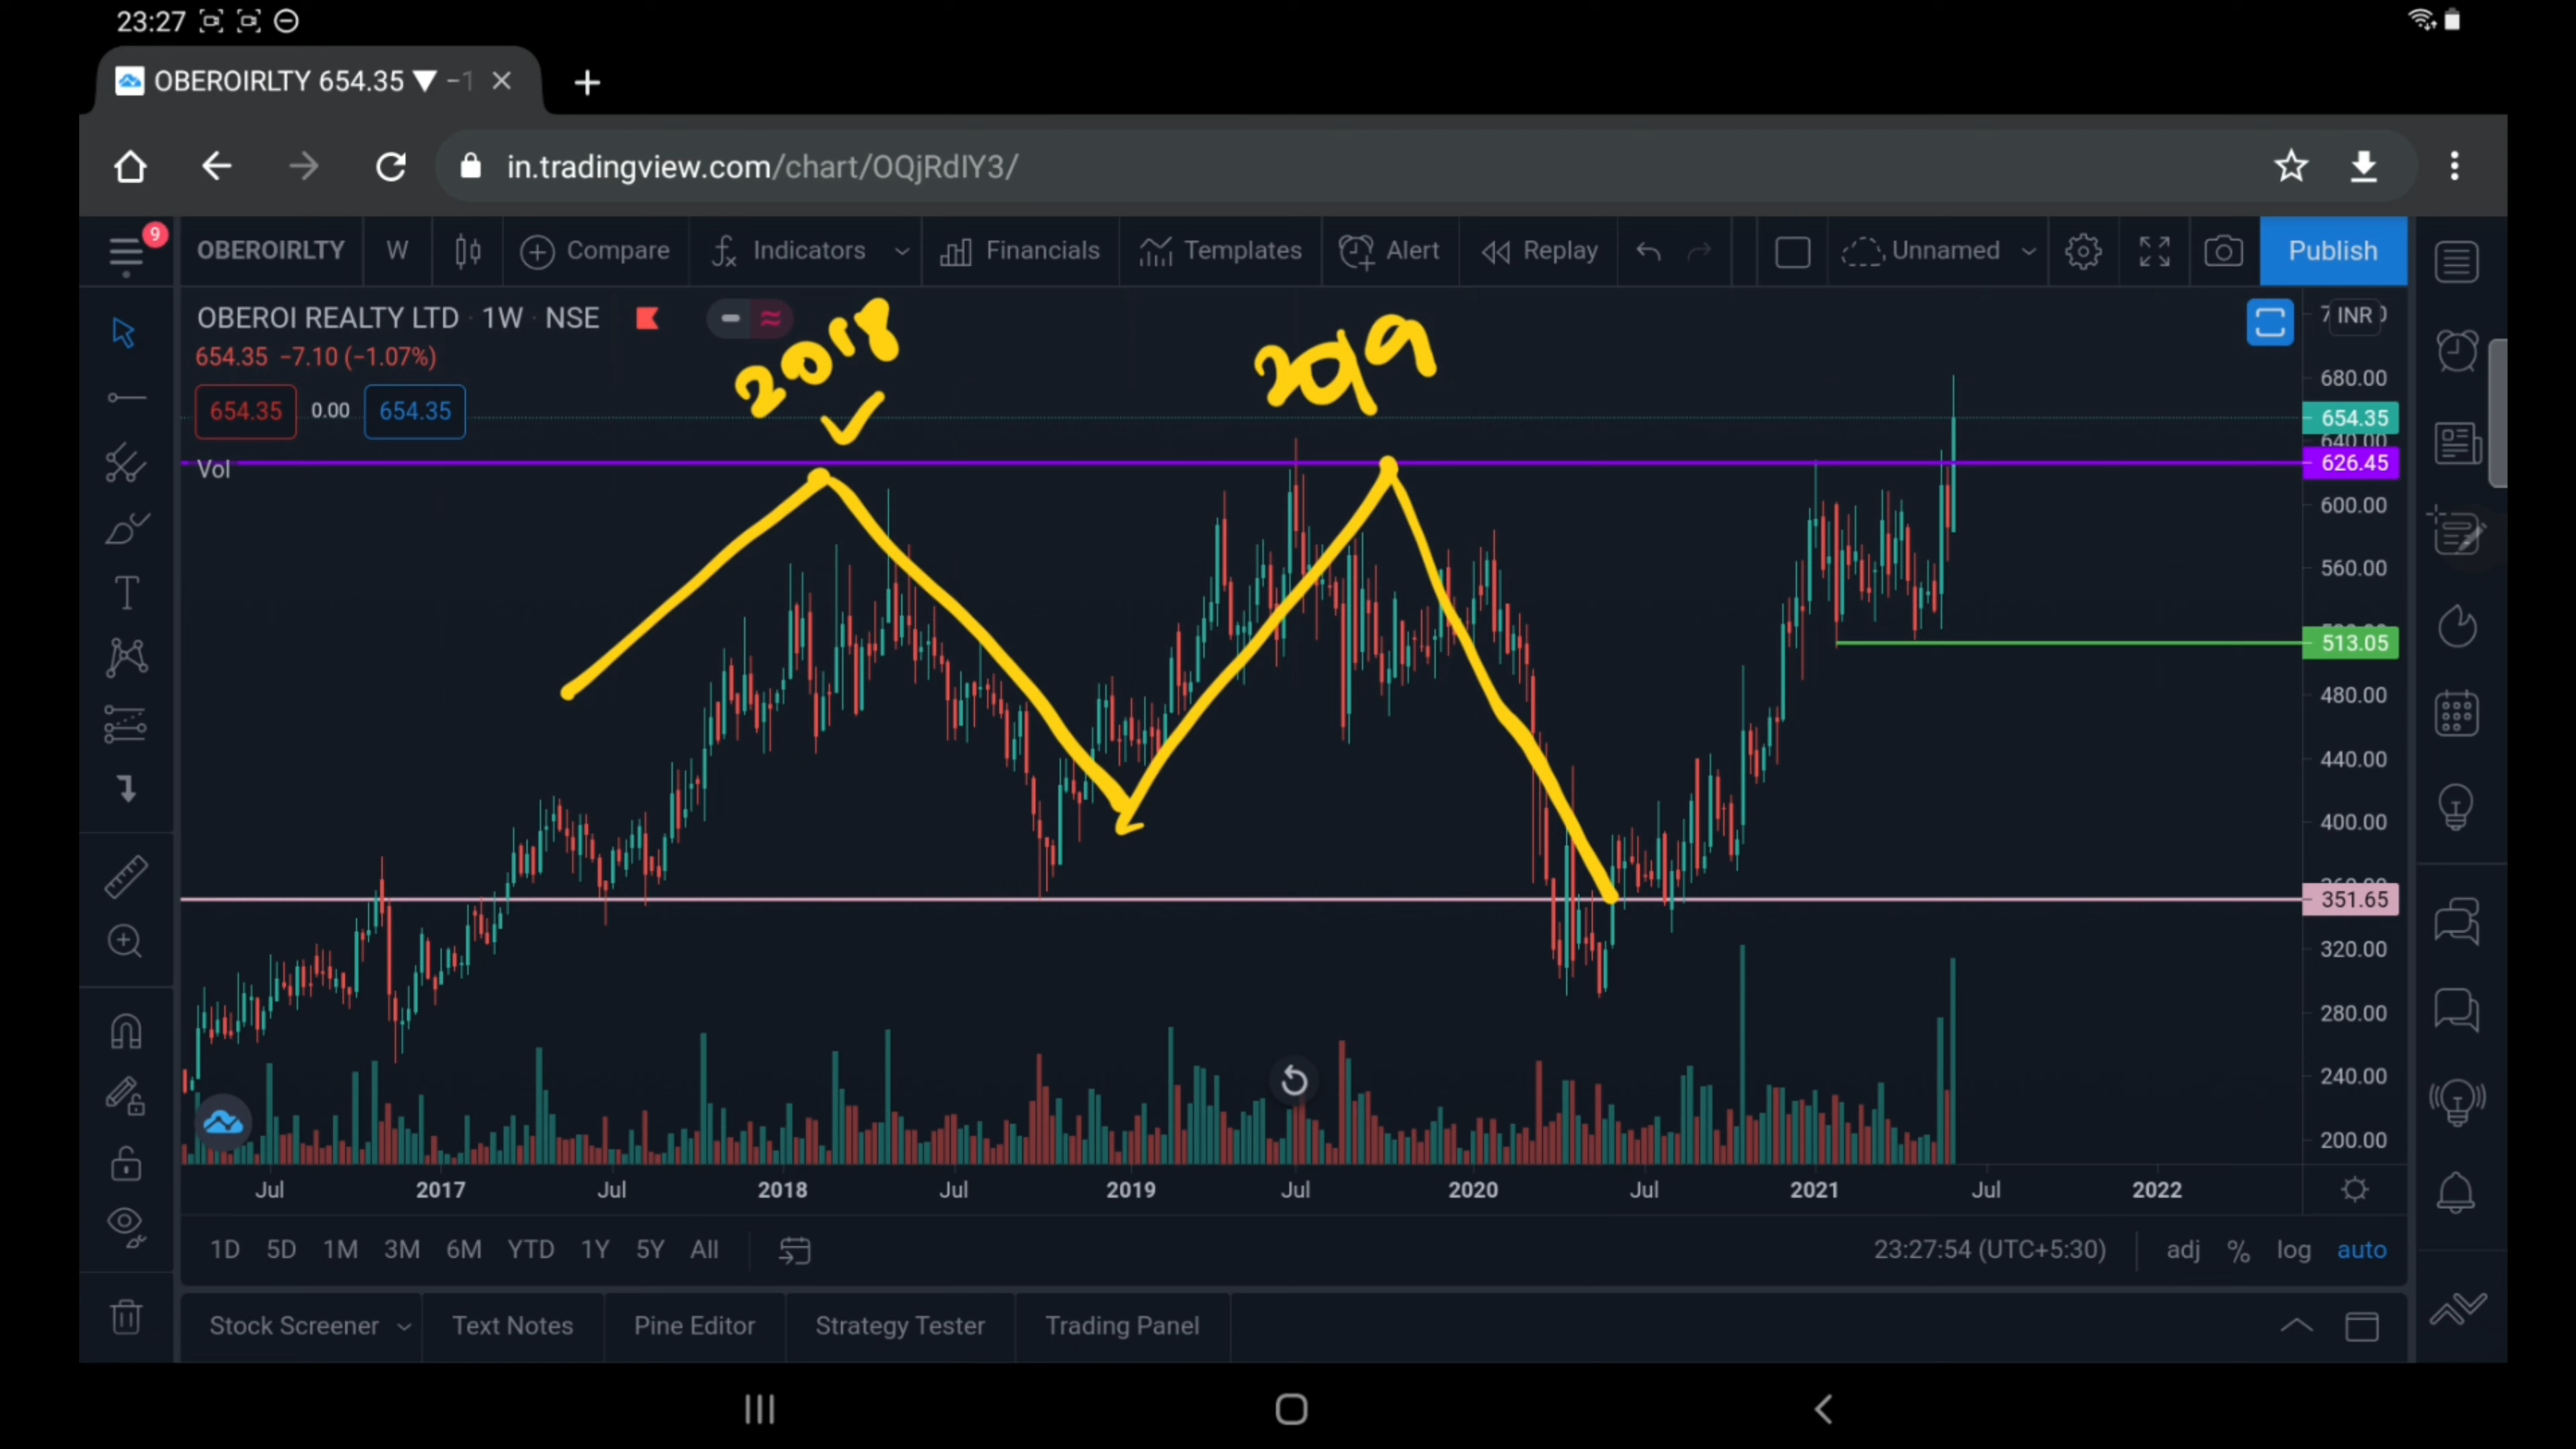 23:27
OBEROIRLTY 654.35 ▼ −1
in.tradingview.com/chart/OQjRdIY3/
9
OBEROIRLTY W Compare Indicators Financials Templates Alert Replay Unnamed Publish
OBEROI REALTY LTD · 1W · NSE
654.35 −7.10 (−1.07%)
654.35 0.00 654.35
Vol
2018
2019
INR
680.00
654.35
640.00
626.45
600.00
560.00
513.05
480.00
440.00
400.00
351.65
320.00
280.00
240.00
200.00
Jul 2017 Jul 2018 Jul 2019 Jul 2020 Jul 2021 Jul 2022
1D 5D 1M 3M 6M YTD 1Y 5Y All 23:27:54 (UTC+5:30) adj % log auto
Stock Screener Text Notes Pine Editor Strategy Tester Trading Panel